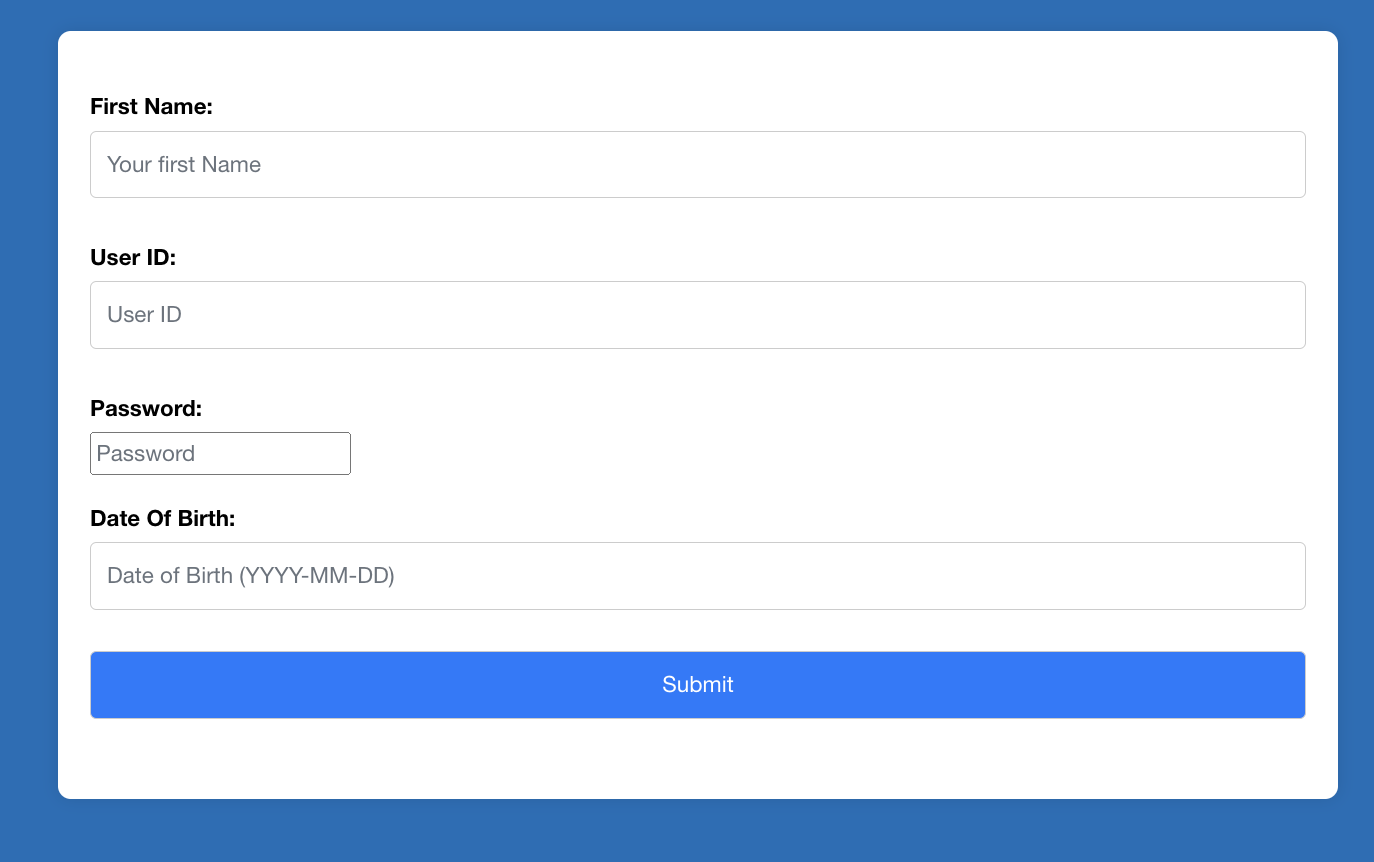 First Name:
Your first Name
User ID:
User ID
Password:
Password
Date Of Birth:
Date of Birth (YYYY-MM-DD)
Submit